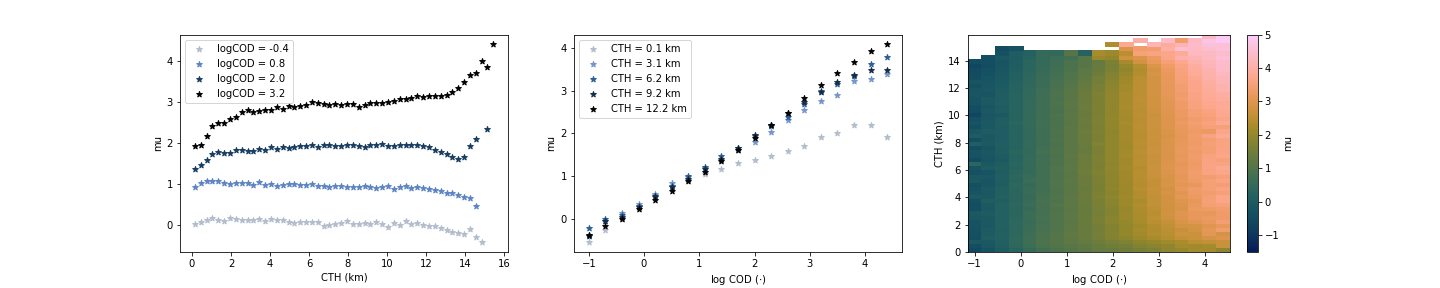 logCOD = -0.4
logCOD = 0.8
logCOD = 2.0
logCOD = 3.2
4
3
2
1
0
mu
0
2
4
6
8
10
12
14
16
CTH (km)
CTH = 0.1 km
CTH = 3.1 km
CTH = 6.2 km
CTH = 9.2 km
CTH = 12.2 km
4
3
2
1
0
mu
−1
0
1
2
3
4
log COD (·)
14
12
10
8
6
4
2
0
CTH (km)
−1
0
1
2
3
4
log COD (·)
5
4
3
2
1
0
−1
mu